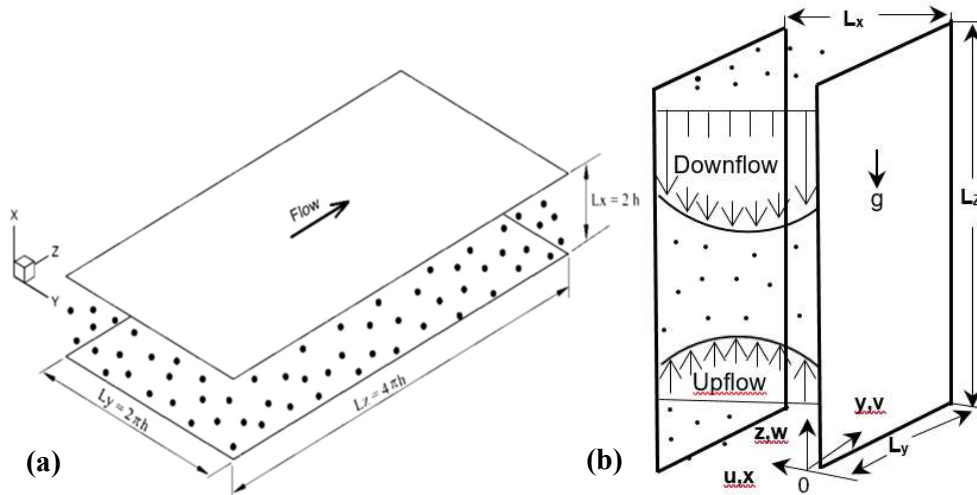 X
Z
Y
Flow
Lx = 2 h
Ly = 2πh
Lz = 4πh
(a)
Lx
Downflow
g
Lz
Upflow
y,v
z,w
Ly
u,x
0
(b)